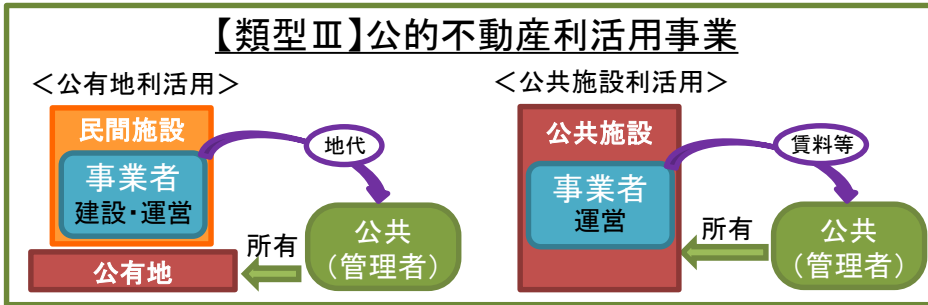 【類型Ⅲ】公的不動産利活用事業
＜公有地利活用＞
民間施設
事業者
建設・運営
地代
公共
（管理者）
所有
公有地
＜公共施設利活用＞
公共施設
事業者
運営
賃料等
公共
（管理者）
所有